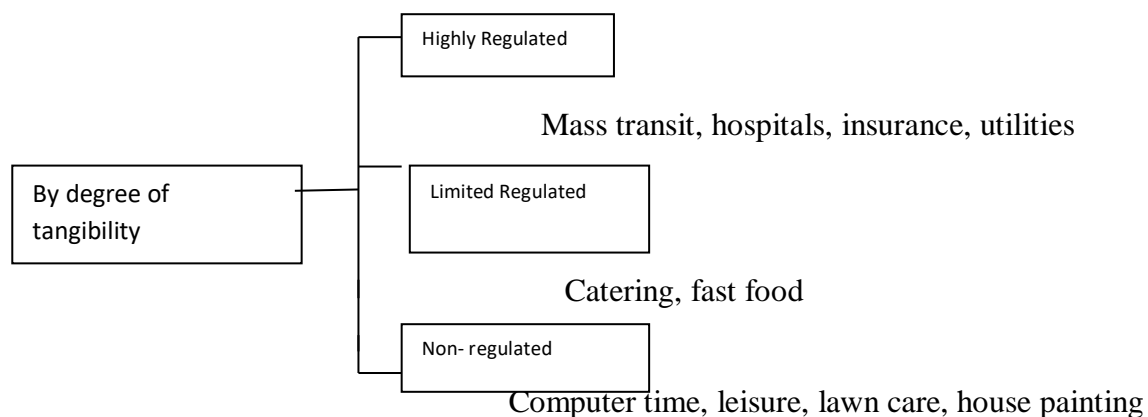 Highly Regulated
Mass transit, hospitals, insurance, utilities
By degree of
tangibility
Limited Regulated
Catering, fast food
Non- regulated
Computer time, leisure, lawn care, house painting